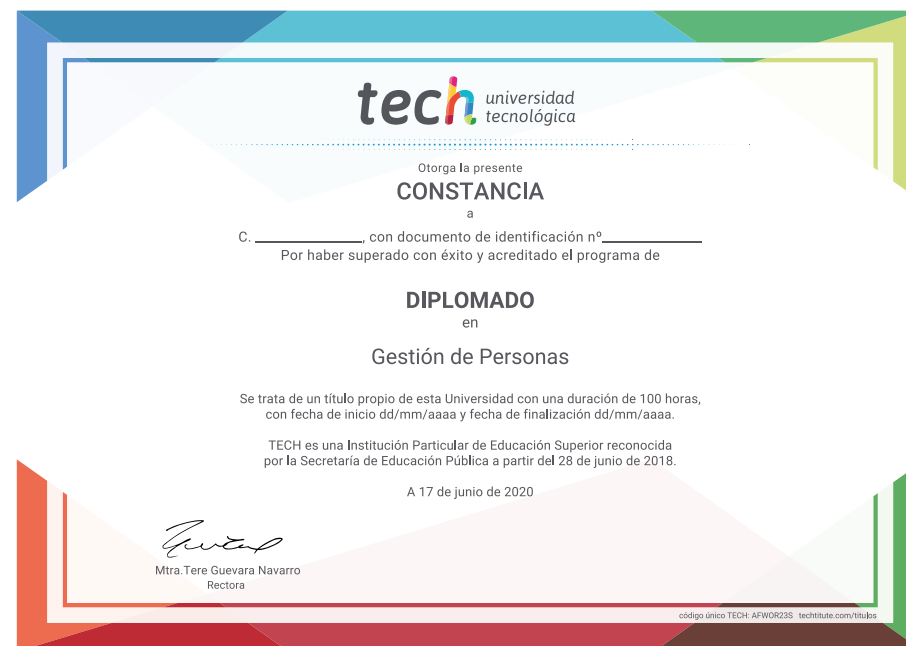 tech universidad
tecnológica
Otorga la presente
CONSTANCIA
a
C. ____________, con documento de identificación nº____________
Por haber superado con éxito y acreditado el programa de
DIPLOMADO
en
Gestión de Personas
Se trata de un título propio de esta Universidad con una duración de 100 horas,
con fecha de inicio dd/mm/aaaa y fecha de finalización dd/mm/aaaa.
TECH es una Institución Particular de Educación Superior reconocida
por la Secretaría de Educación Pública a partir del 28 de junio de 2018.
A 17 de junio de 2020
Mtra.Tere Guevara Navarro
Rectora
código único TECH: AFWOR23S techtitute.com/titulos